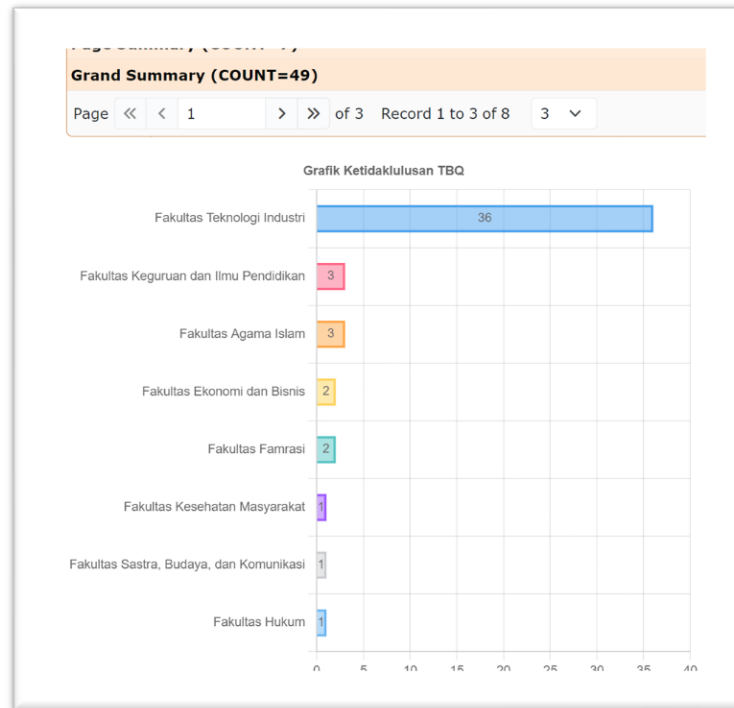 Grand Summary (COUNT=49)
Page « < 1 > » of 3 Record 1 to 3 of 8 3
Grafik Ketidaklulusan TBQ
Fakultas Teknologi Industri 36
Fakultas Keguruan dan Ilmu Pendidikan 3
Fakultas Agama Islam 3
Fakultas Ekonomi dan Bisnis 2
Fakultas Famrasi 2
Fakultas Kesehatan Masyarakat 1
Fakultas Sastra, Budaya, dan Komunikasi 1
Fakultas Hukum 1
0 5 10 15 20 25 30 35 40